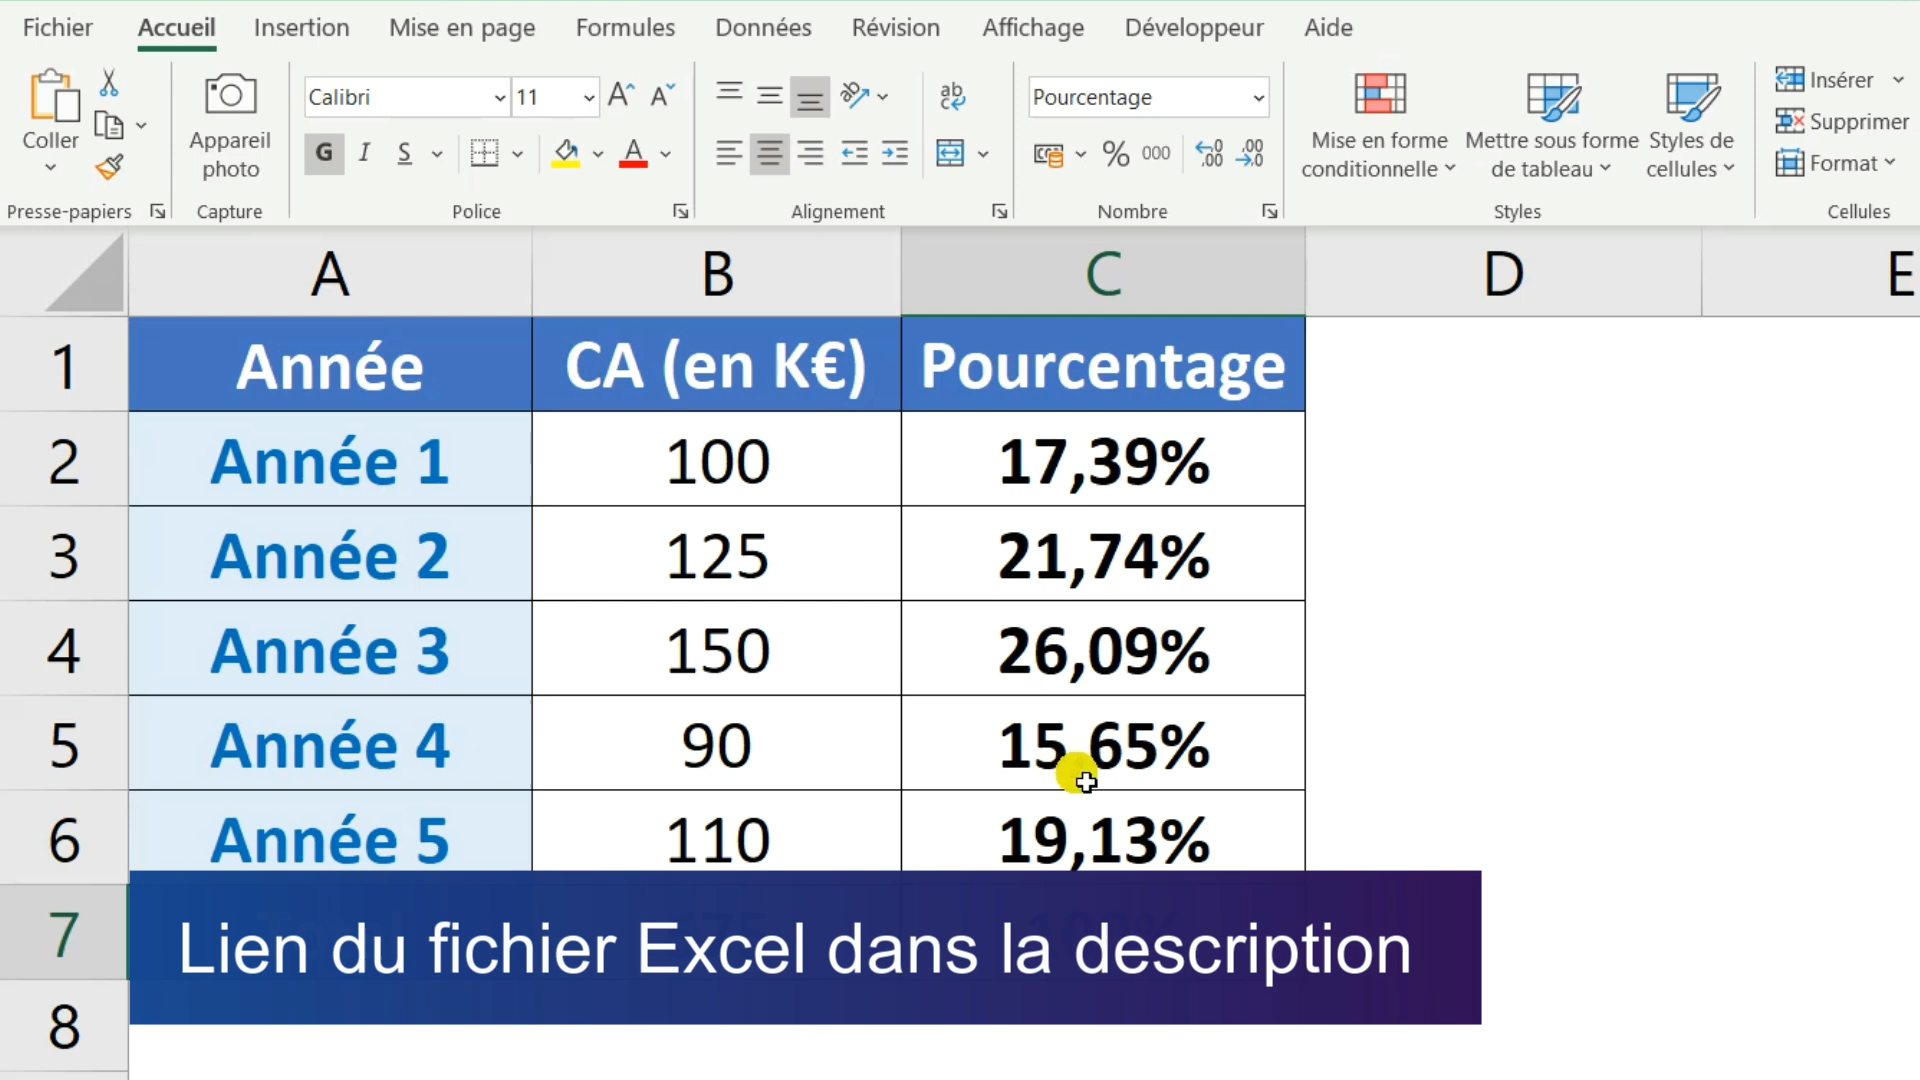 Fichier Accueil Insertion Mise en page Formules Données Révision Affichage Développeur Aide
Coller
Appareil photo
Calibri 11
G I S
ab c
Pourcentage
% 000
Mise en forme conditionnelle
Mettre sous forme de tableau
Styles de cellules
Insérer
Supprimer
Format
Presse-papiers Capture Police Alignement Nombre Styles Cellules
A B C D E
1 Année CA (en K€) Pourcentage
2 Année 1 100 17,39%
3 Année 2 125 21,74%
4 Année 3 150 26,09%
5 Année 4 90 15,65%
6 Année 5 110 19,13%
7
Lien du fichier Excel dans la description
8